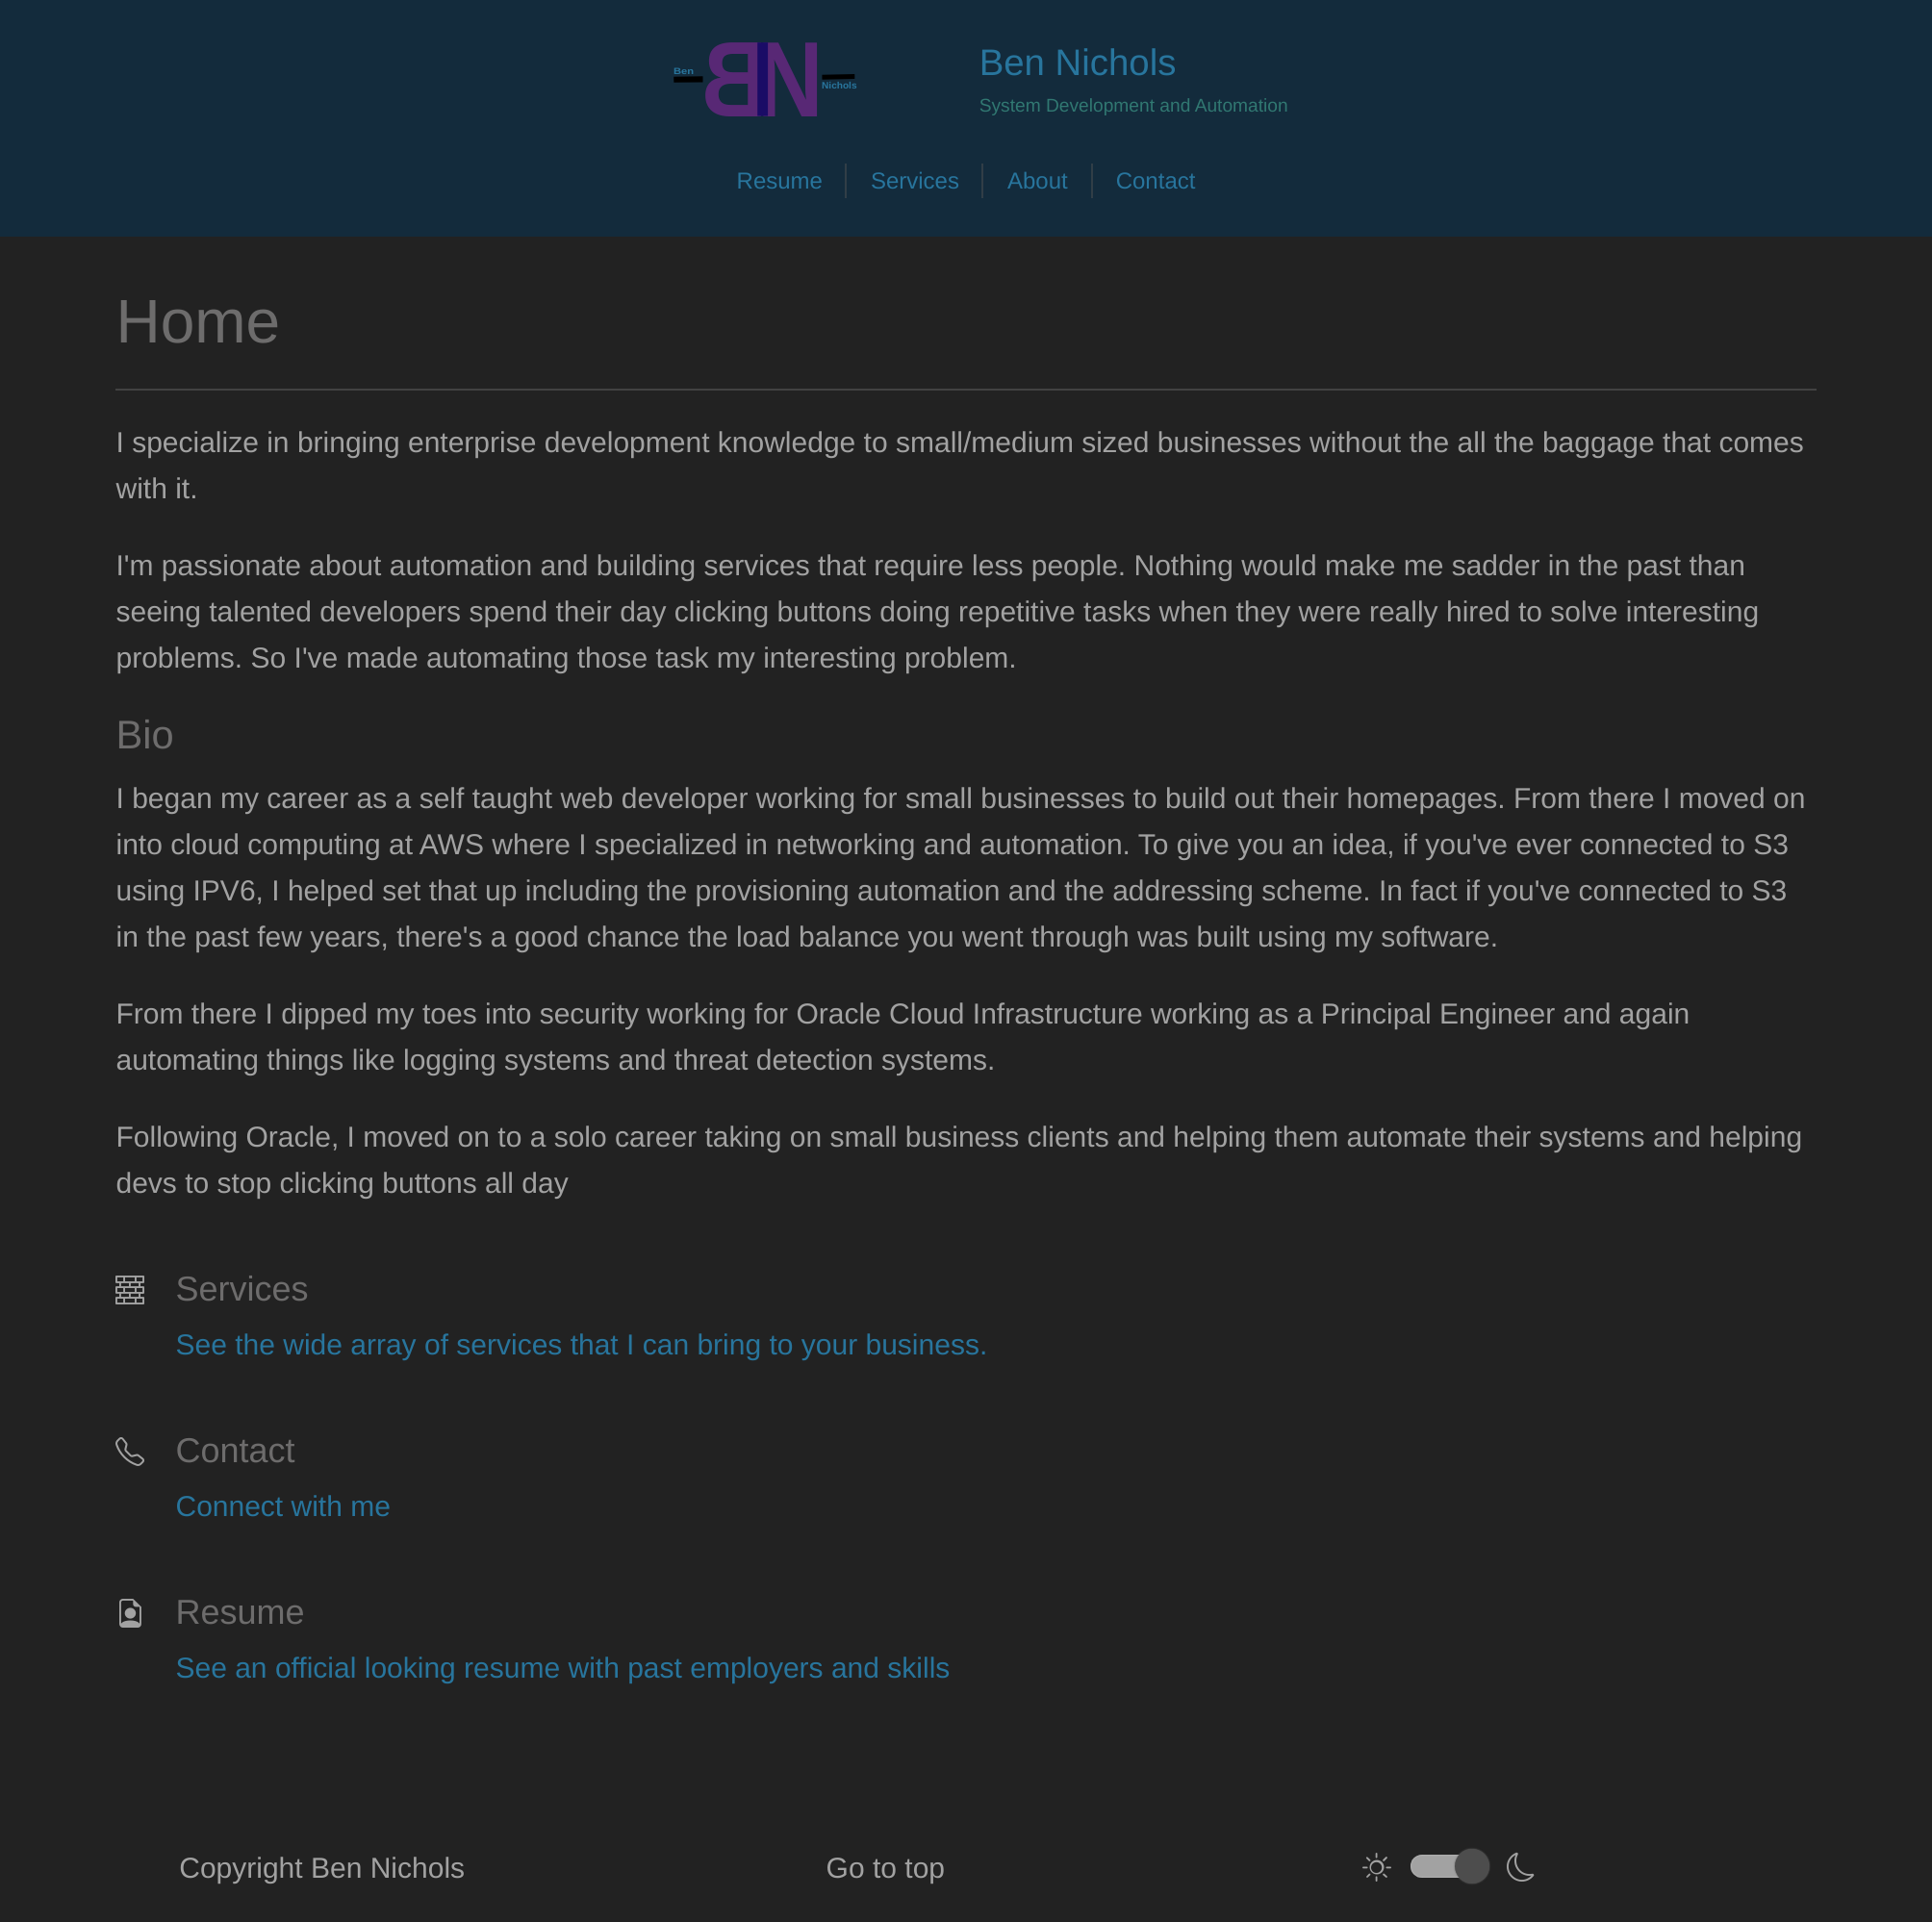 Ben
BN
Nichols
Ben Nichols
System Development and Automation
Resume
Services
About
Contact
Home
I specialize in bringing enterprise development knowledge to small/medium sized businesses without the all the baggage that comes
with it.
I'm passionate about automation and building services that require less people. Nothing would make me sadder in the past than
seeing talented developers spend their day clicking buttons doing repetitive tasks when they were really hired to solve interesting
problems. So I've made automating those task my interesting problem.
Bio
I began my career as a self taught web developer working for small businesses to build out their homepages. From there I moved on
into cloud computing at AWS where I specialized in networking and automation. To give you an idea, if you've ever connected to S3
using IPV6, I helped set that up including the provisioning automation and the addressing scheme. In fact if you've connected to S3
in the past few years, there's a good chance the load balance you went through was built using my software.
From there I dipped my toes into security working for Oracle Cloud Infrastructure working as a Principal Engineer and again
automating things like logging systems and threat detection systems.
Following Oracle, I moved on to a solo career taking on small business clients and helping them automate their systems and helping
devs to stop clicking buttons all day
Services
See the wide array of services that I can bring to your business.
Contact
Connect with me
Resume
See an official looking resume with past employers and skills
Copyright Ben Nichols
Go to top